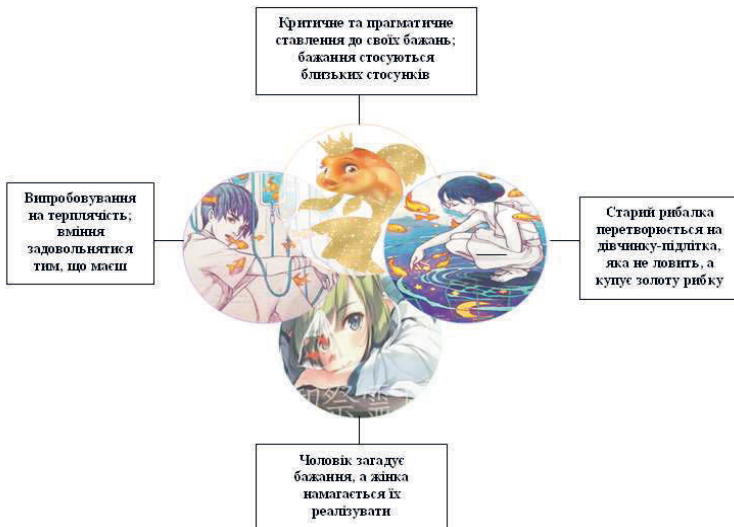 Критичне та прагматичне
ставлення до своїх бажань;
бажання стосуються
близьких стосунків
Випробовування
на терплячість;
вміння
задовольнятися
тим, що маєш
Старий рибалка
перетворюється на
дівчинку-підлітка,
яка не ловить, а
купує золоту рибку
祭
Чоловік загадує
бажання, а жінка
намагається їх
реалізувати